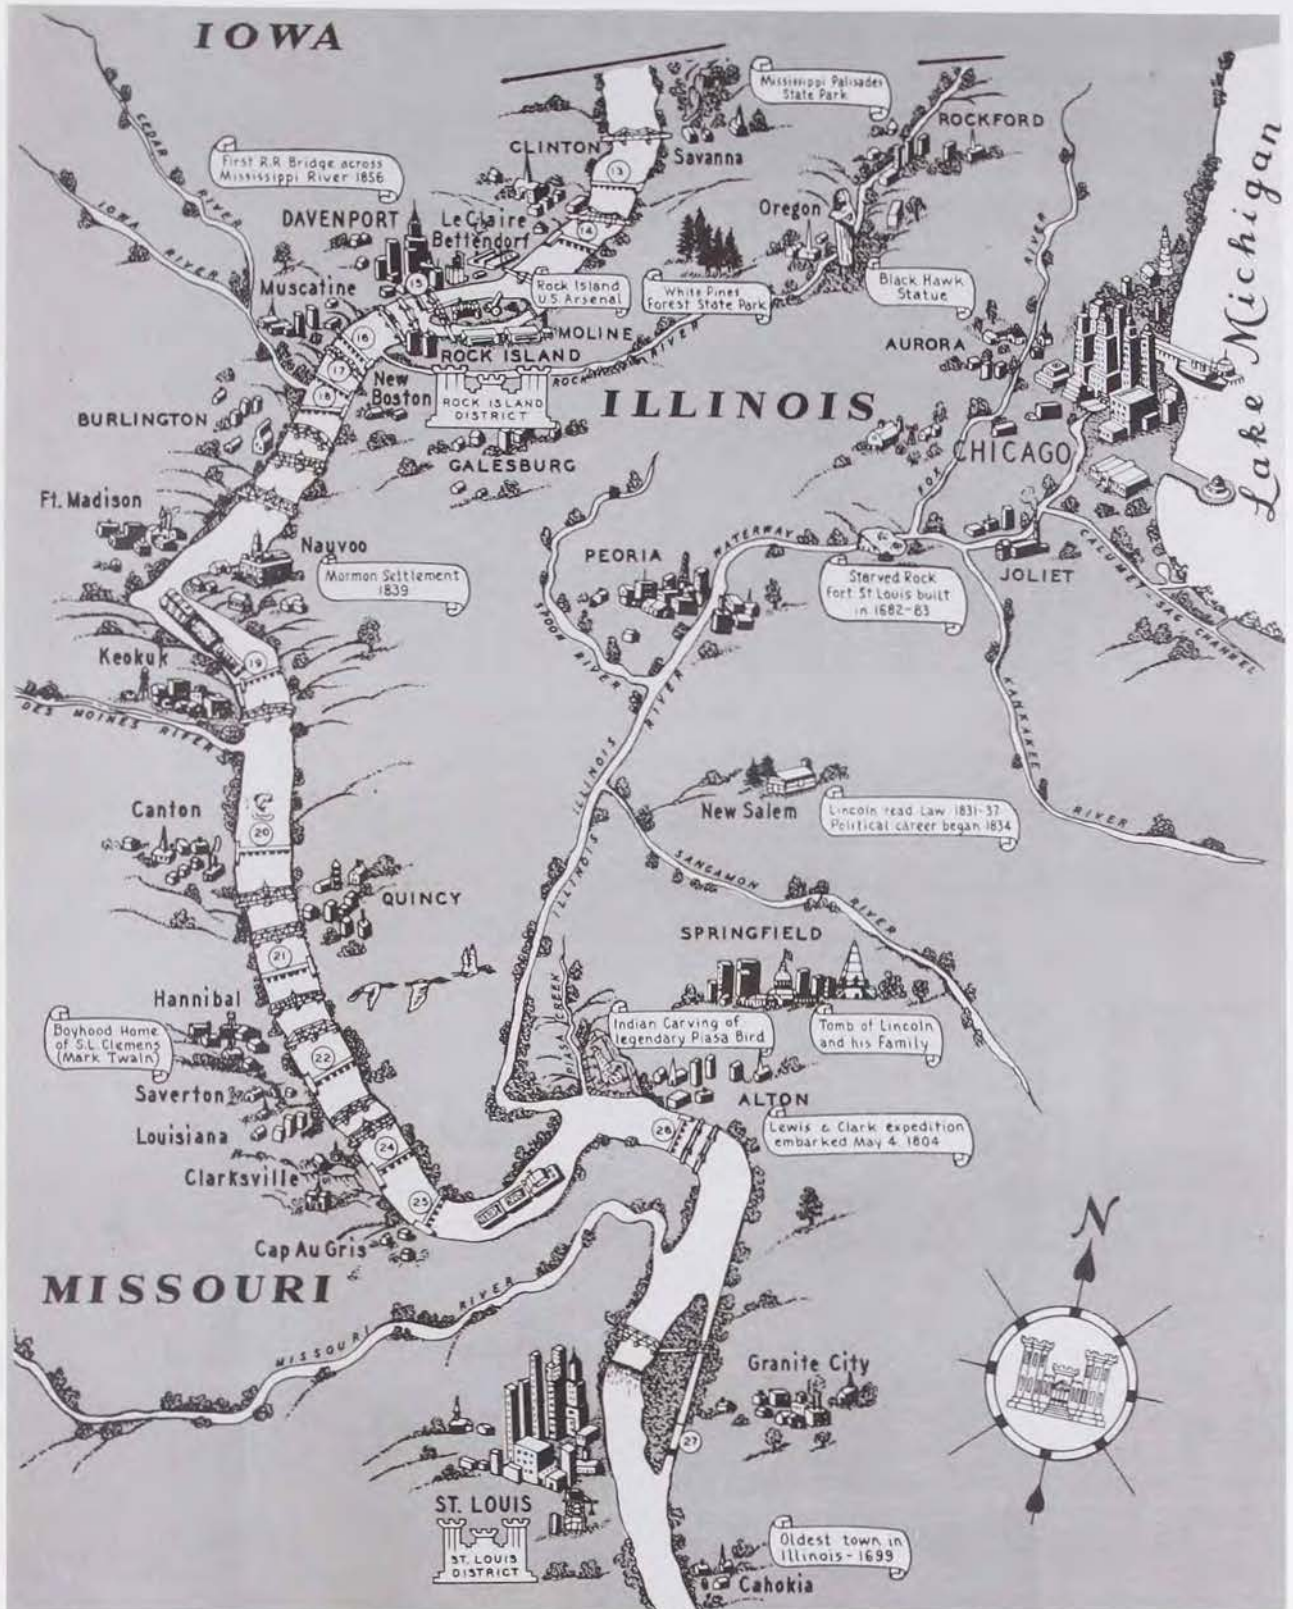 IOWA
Mississippi Palisades
State Park
ROCKFORD
CEDAR RIVER
CLINTON
Savanna
13
First R.R. Bridge across
Mississippi River 1856
IOWA RIVER
DAVENPORT
LeClaire
Bettendorf
14
Oregon
RIVER
Lake Michigan
Muscatine
15
Rock Island
U.S. Arsenal
White Pines
Forest State Park
Black Hawk
Statue
MOLINE
16
ROCK ISLAND
ROCK RIVER
AURORA
17
New
Boston
18
ROCK ISLAND
DISTRICT
ILLINOIS
BURLINGTON
GALESBURG
CHICAGO
FOX
Ft. Madison
Nauvoo
Mormon Settlement
1839
PEORIA
WATERWAY
Starved Rock
Fort St Louis built
in 1682-83
JOLIET
CALUMET-SAG CHANNEL
SPOON RIVER
Keokuk
19
DES MOINES RIVER
ILLINOIS RIVER
KANKAKEE RIVER
Canton
20
New Salem
Lincoln read Law 1831-37
Political career began 1834
ILLINOIS
SANGAMON RIVER
QUINCY
SPRINGFIELD
21
Hannibal
Boyhood Home
of S.L. Clemens
(Mark Twain)
PIASA CREEK
Indian Carving of
legendary Piasa Bird
Tomb of Lincoln
and his Family
22
Saverton
ALTON
Louisiana
24
26
Lewis & Clark expedition
embarked May 4 1804
Clarksville
25
Cap Au Gris
N
MISSOURI
MISSOURI RIVER
Granite City
27
ST. LOUIS
ST. LOUIS
DISTRICT
Oldest town in
Illinois - 1699
Cahokia